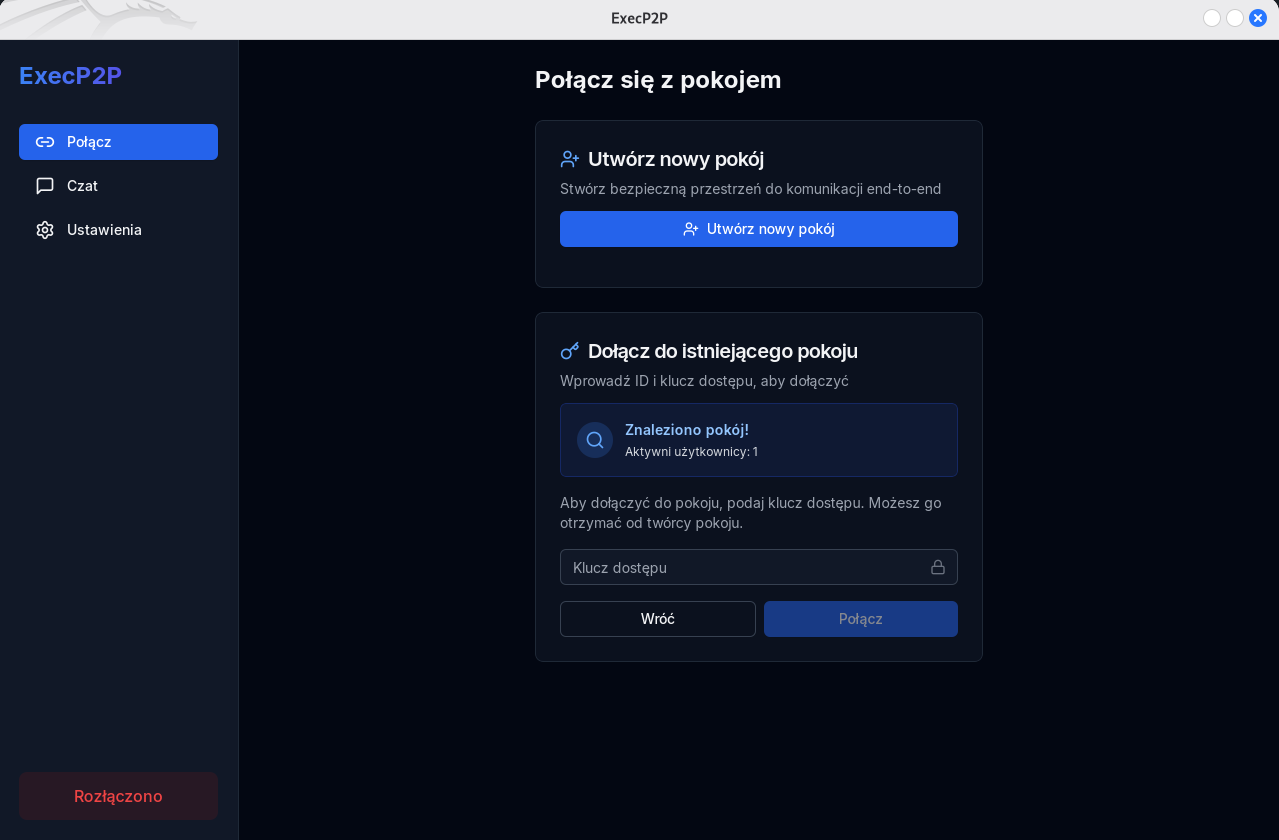 ExecP2P
ExecP2P
Połącz
Czat
Ustawienia
Rozłączono
Połącz się z pokojem
Utwórz nowy pokój
Stwórz bezpieczną przestrzeń do komunikacji end-to-end
Utwórz nowy pokój
Dołącz do istniejącego pokoju
Wprowadź ID i klucz dostępu, aby dołączyć
Znaleziono pokój!
Aktywni użytkownicy: 1
Aby dołączyć do pokoju, podaj klucz dostępu. Możesz go
otrzymać od twórcy pokoju.
Klucz dostępu
Wróć
Połącz